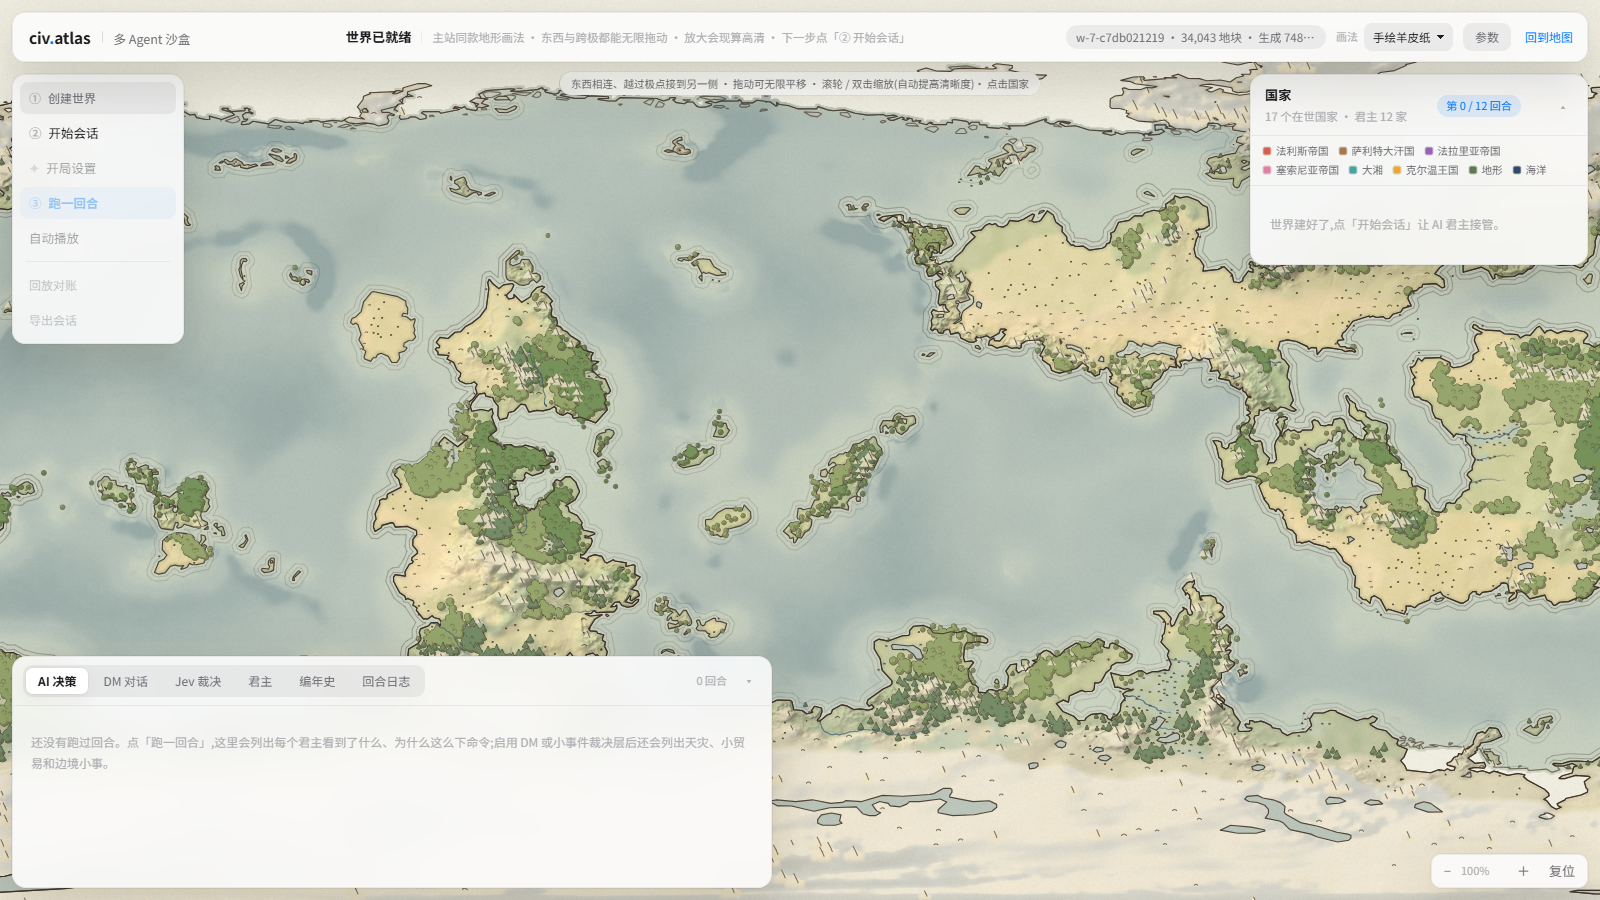 civ.atlas
多 Agent 沙盒
世界已就绪
主站同款地形画法 · 东西与跨极都能无限拖动 · 放大会现算高清 · 下一步点「② 开始会话」
w-7-c7db021219 · 34,043 地块 · 生成 748…
画法
手绘羊皮纸
参数
回到地图
东西相连、越过极点接到另一侧 · 拖动可无限平移 · 滚轮 / 双击缩放(自动提高清晰度) · 点击国家
① 创建世界
② 开始会话
✦ 开局设置
③ 跑一回合
自动播放
回放对账
导出会话
国家
17 个在世国家 · 君主 12 家
第 0 / 12 回合
法利斯帝国 萨利特大汗国 法拉里亚帝国
塞索尼亚帝国 大湘 克尔温王国 地形 海洋
世界建好了,点「开始会话」让 AI 君主接管。
AI 决策
DM 对话
Jev 裁决
君主
编年史
回合日志
0 回合
还没有跑过回合。点「跑一回合」,这里会列出每个君主看到了什么、为什么这么下命令;启用 DM 或小事件裁决层后还会列出天灾、小贸
易和边境小事。
− 100% + 复位